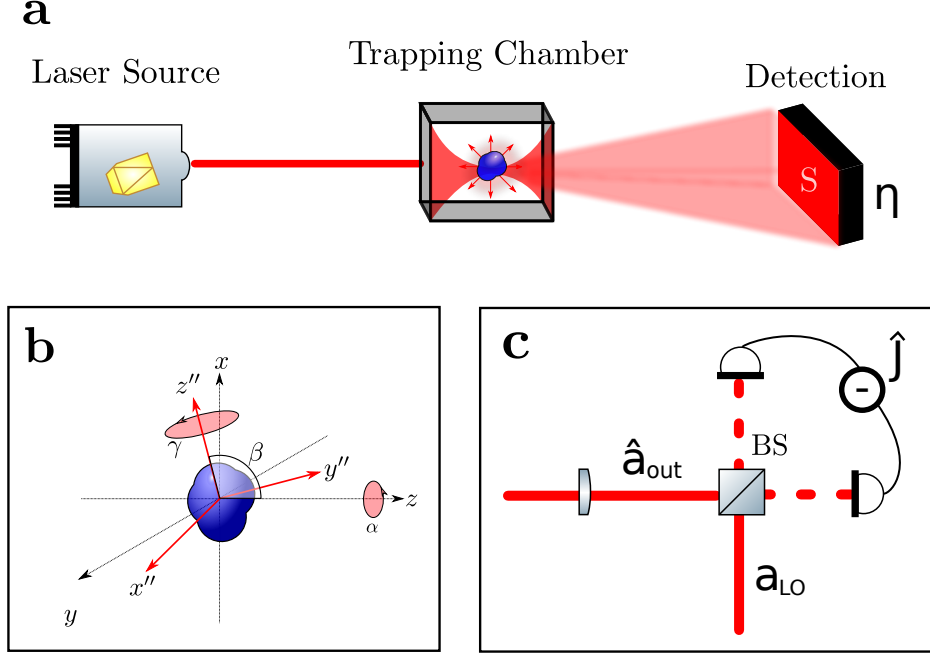 a
Laser Source
Trapping Chamber
Detection
S
η
b
x
z''
γ
β
y''
z
α
x''
y
c
Ĵ
-
BS
â_out
a_LO